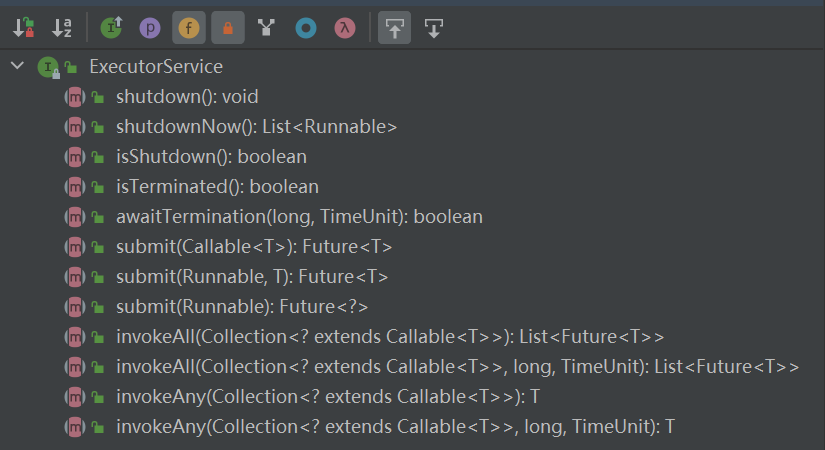 ExecutorService
shutdown(): void
shutdownNow(): List<Runnable>
isShutdown(): boolean
isTerminated(): boolean
awaitTermination(long, TimeUnit): boolean
submit(Callable<T>): Future<T>
submit(Runnable, T): Future<T>
submit(Runnable): Future<?>
invokeAll(Collection<? extends Callable<T>>): List<Future<T>>
invokeAll(Collection<? extends Callable<T>>, long, TimeUnit): List<Future<T>>
invokeAny(Collection<? extends Callable<T>>): T
invokeAny(Collection<? extends Callable<T>>, long, TimeUnit): T